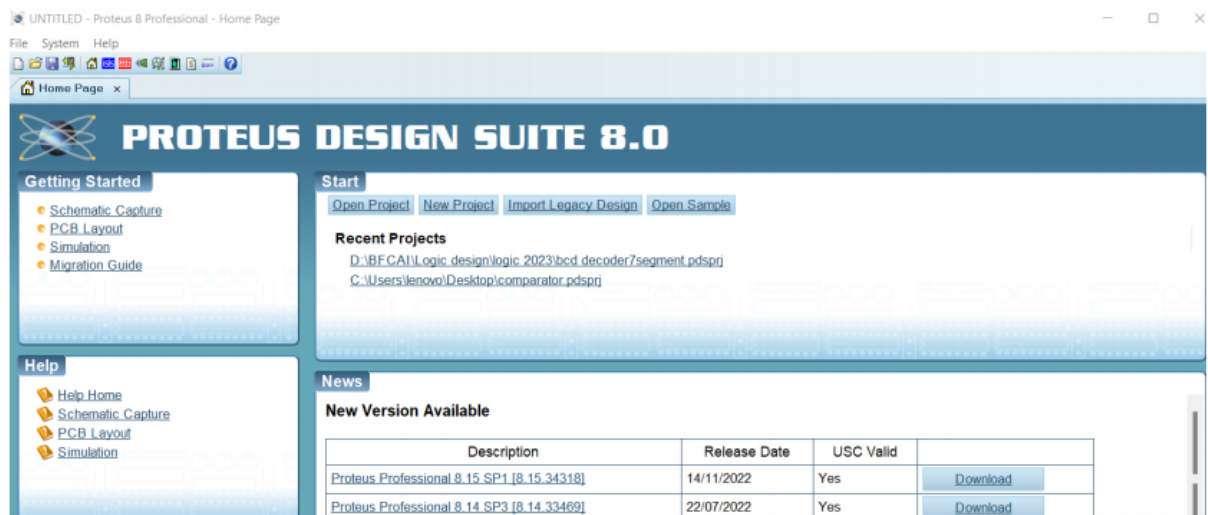 UNTITLED - Proteus 8 Professional - Home Page
File System Help
Home Page x
PROTEUS DESIGN SUITE 8.0
Getting Started
Schematic Capture
PCB Layout
Simulation
Migration Guide
Start
Open Project New Project Import Legacy Design Open Sample
Recent Projects
D:\BFCAI\Logic design\logic 2023\bcd decoder7segment.pdsprj
C:\Users\lenovo\Desktop\comparator.pdsprj
Help
Help Home
Schematic Capture
PCB Layout
Simulation
News
New Version Available
Description Release Date USC Valid
Proteus Professional 8.15 SP1 [8.15.34318] 14/11/2022 Yes Download
Proteus Professional 8.14 SP3 [8.14.33469] 22/07/2022 Yes Download